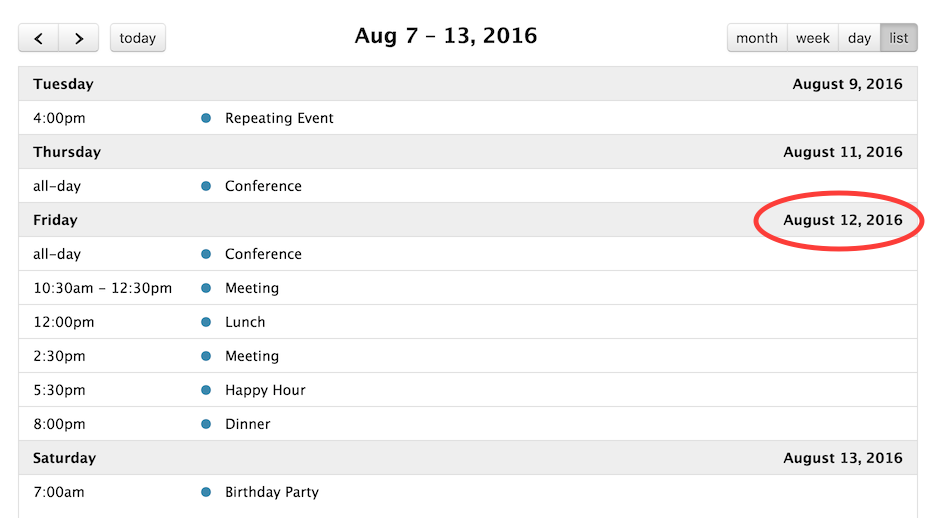 today Aug 7 – 13, 2016 month week day list
Tuesday August 9, 2016
4:00pm Repeating Event
Thursday August 11, 2016
all-day Conference
Friday August 12, 2016
all-day Conference
10:30am - 12:30pm Meeting
12:00pm Lunch
2:30pm Meeting
5:30pm Happy Hour
8:00pm Dinner
Saturday August 13, 2016
7:00am Birthday Party